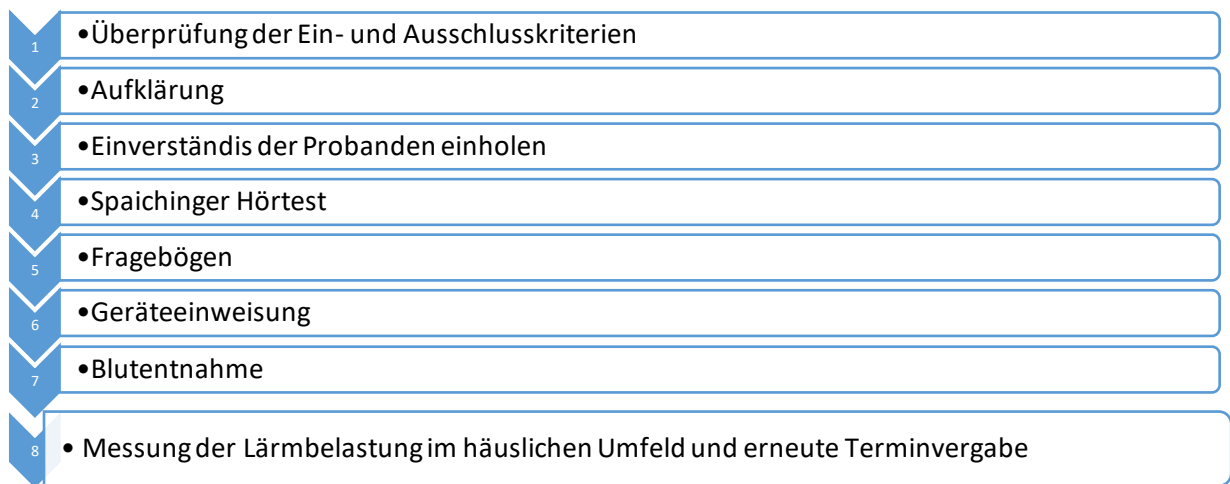 1 •Überprüfung der Ein- und Ausschlusskriterien
2 •Aufklärung
3 •Einverständis der Probanden einholen
4 •Spaichinger Hörtest
5 •Fragebögen
6 •Geräteeinweisung
7 •Blutentnahme
8 • Messung der Lärmbelastung im häuslichen Umfeld und erneute Terminvergabe